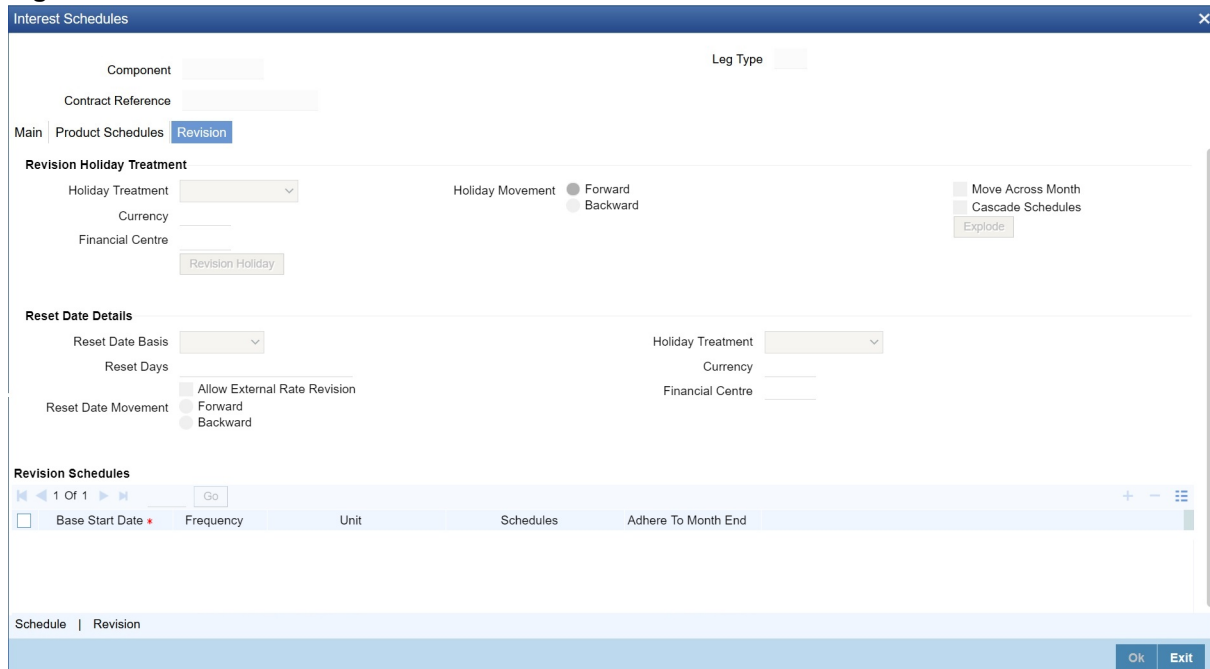 Interest Schedules
Leg Type
Component
Contract Reference
Main Product Schedules Revision
Revision Holiday Treatment
Holiday Treatment Holiday Movement Forward Move Across Month
Backward Cascade Schedules
Currency
Explode
Financial Centre
Revision Holiday
Reset Date Details
Reset Date Basis Holiday Treatment
Reset Days Currency
Allow External Rate Revision Financial Centre
Reset Date Movement Forward
Backward
Revision Schedules
1 Of 1 Go
Base Start Date * Frequency Unit Schedules Adhere To Month End
Schedule | Revision
Ok Exit